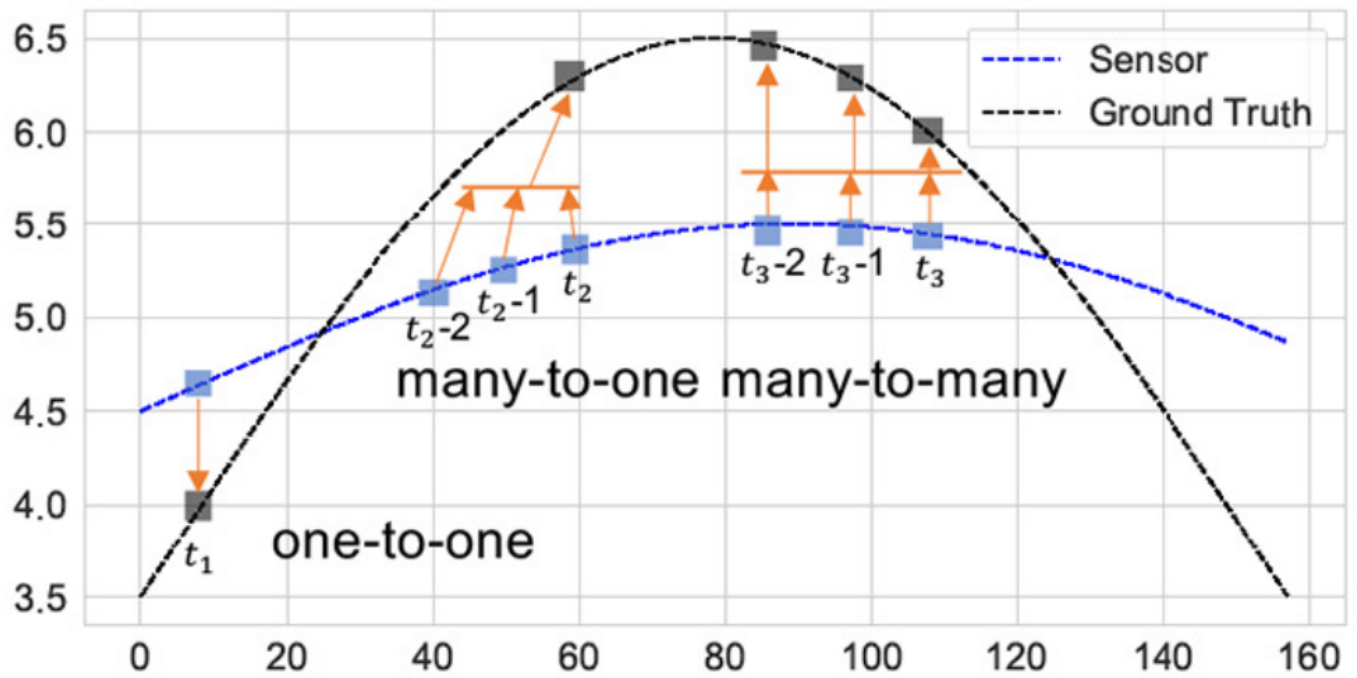 6.5
Sensor
Ground Truth
6.0
5.5
t₃-2 t₃-1 t₃
t₂-2 t₂-1 t₂
5.0
many-to-one many-to-many
4.5
4.0
one-to-one
t₁
3.5
0 20 40 60 80 100 120 140 160